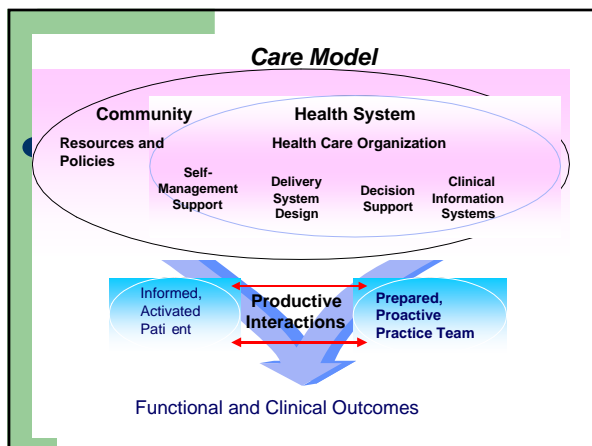 Care Model
Community
Health System
Resources and
Policies
Health Care Organization
Self-
Management
Support
Delivery
System
Design
Decision
Support
Clinical
Information
Systems
Informed,
Activated
Pati ent
Productive
Interactions
Prepared,
Proactive
Practice Team
Functional and Clinical Outcomes